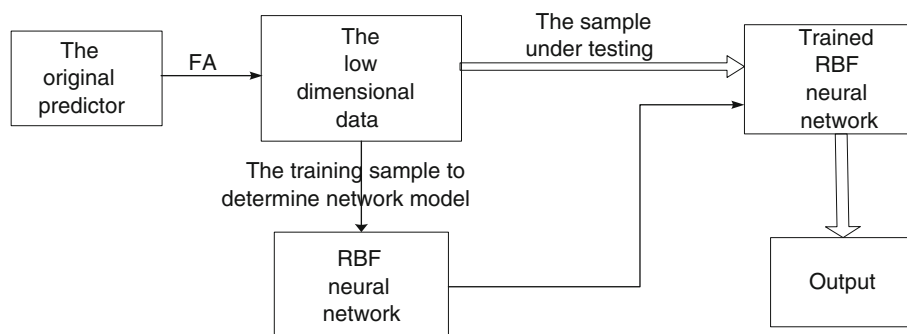 The
original
predictor
FA
The
low
dimensional
data
The sample
under testing
Trained
RBF
neural
network
The training sample to
determine network model
RBF
neural
network
Output